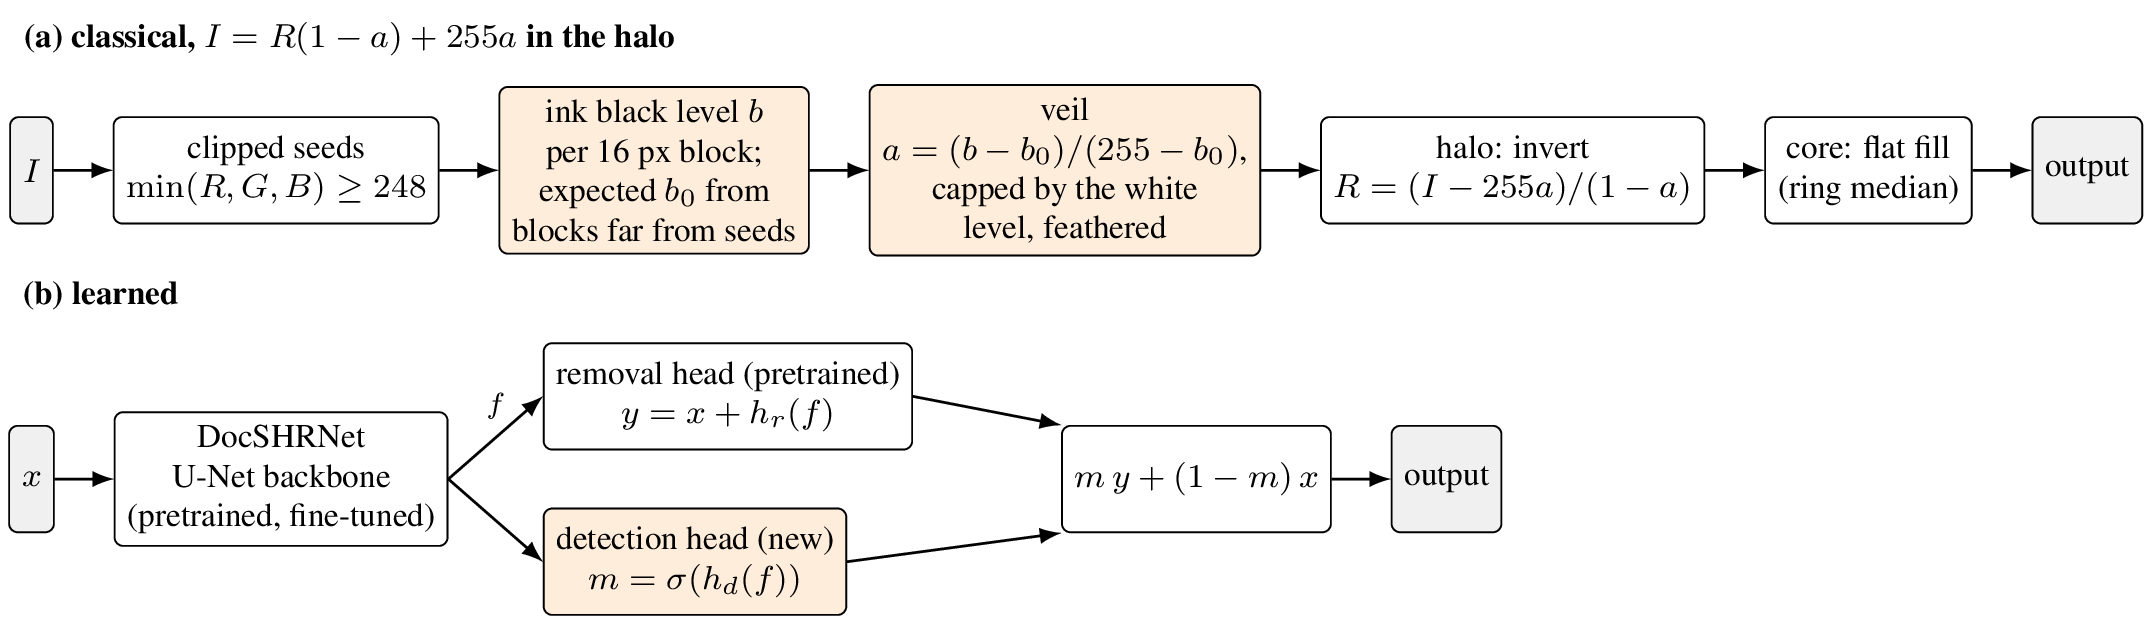 (a) classical, I = R(1 − a) + 255a in the halo
I
clipped seeds
min(R, G, B) ≥ 248
ink black level b
per 16 px block;
expected b₀ from
blocks far from seeds
veil
a = (b − b₀)/(255 − b₀),
capped by the white
level, feathered
halo: invert
R = (I − 255a)/(1 − a)
core: flat fill
(ring median)
output
(b) learned
x
DocSHRNet
U-Net backbone
(pretrained, fine-tuned)
f
removal head (pretrained)
y = x + hᵣ(f)
detection head (new)
m = σ(h_d(f))
m y + (1 − m) x
output